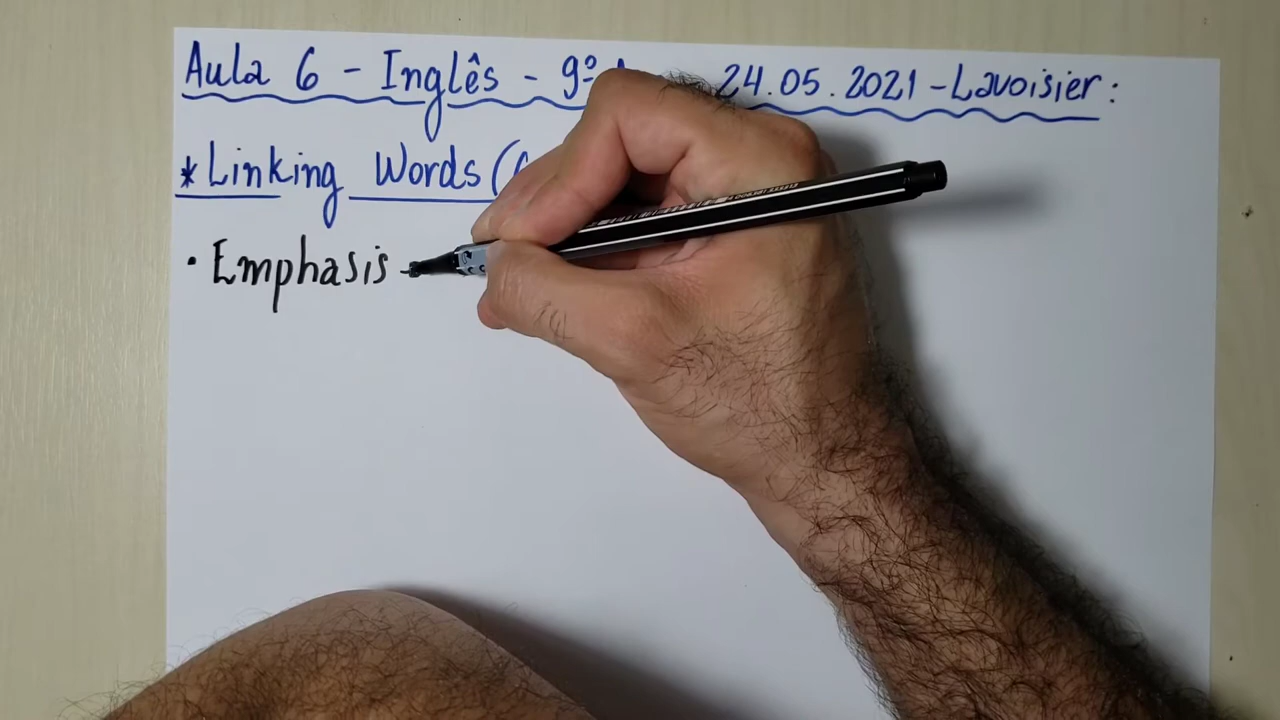 Aula 6 - Inglês - 9º 24.05.2021 - Lavoisier:
* Linking Words (
• Emphasis -